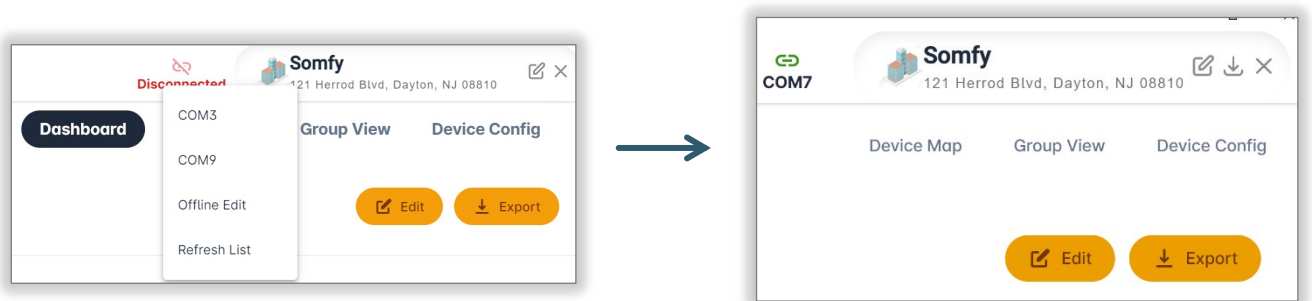 Disconnected
Somfy
121 Herrod Blvd, Dayton, NJ 08810
Dashboard
Group View
Device Config
COM3
COM9
Offline Edit
Refresh List
Edit
Export
COM7
Somfy
121 Herrod Blvd, Dayton, NJ 08810
Device Map
Group View
Device Config
Edit
Export